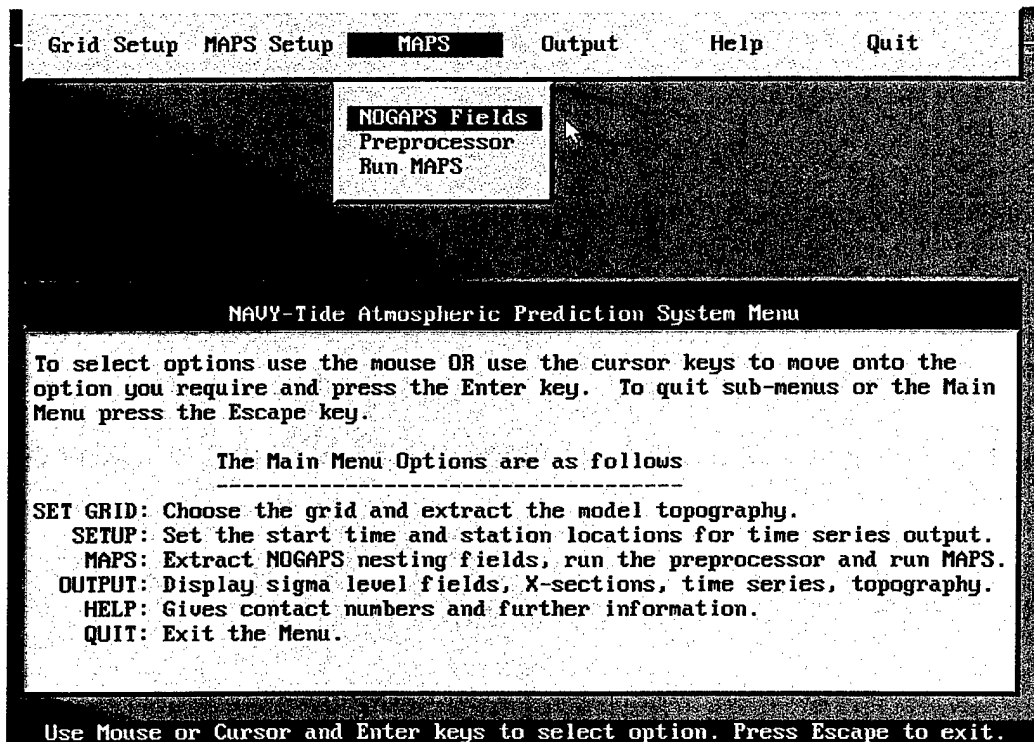 Grid Setup MAPS Setup MAPS Output Help Quit
NOGAPS Fields
Preprocessor
Run MAPS
NAVY-Tide Atmospheric Prediction System Menu
To select options use the mouse OR use the cursor keys to move onto the
option you require and press the Enter key. To quit sub-menus or the Main
Menu press the Escape key.
The Main Menu Options are as follows
------------------------------------
SET GRID: Choose the grid and extract the model topography.
SETUP: Set the start time and station locations for time series output.
MAPS: Extract NOGAPS nesting fields, run the preprocessor and run MAPS.
OUTPUT: Display sigma level fields, X-sections, time series, topography.
HELP: Gives contact numbers and further information.
QUIT: Exit the Menu.
Use Mouse or Cursor and Enter keys to select option. Press Escape to exit.